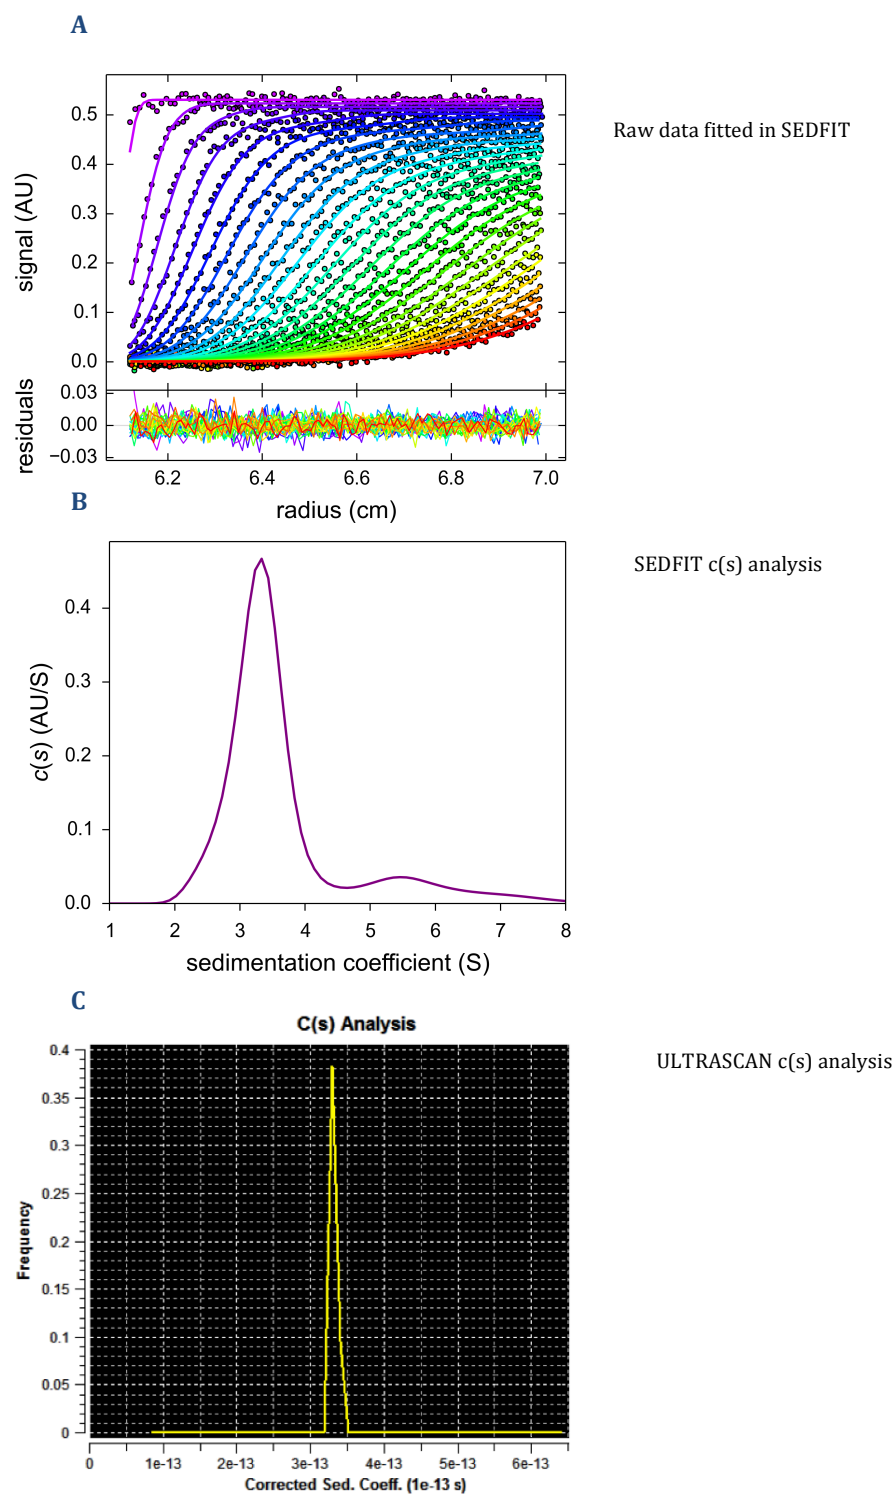 A
Raw data fitted in SEDFIT
signal (AU)
0.5
0.4
0.3
0.2
0.1
0.0
residuals
0.03
0.00
−0.03
6.2 6.4 6.6 6.8 7.0
radius (cm)
B
SEDFIT c(s) analysis
c(s) (AU/S)
0.4
0.3
0.2
0.1
0.0
1 2 3 4 5 6 7 8
sedimentation coefficient (S)
C
C(s) Analysis
ULTRASCAN c(s) analysis
Frequency
0.4
0.35
0.3
0.25
0.2
0.15
0.1
0.05
0
0 1e-13 2e-13 3e-13 4e-13 5e-13 6e-13
Corrected Sed. Coeff. (1e-13 s)